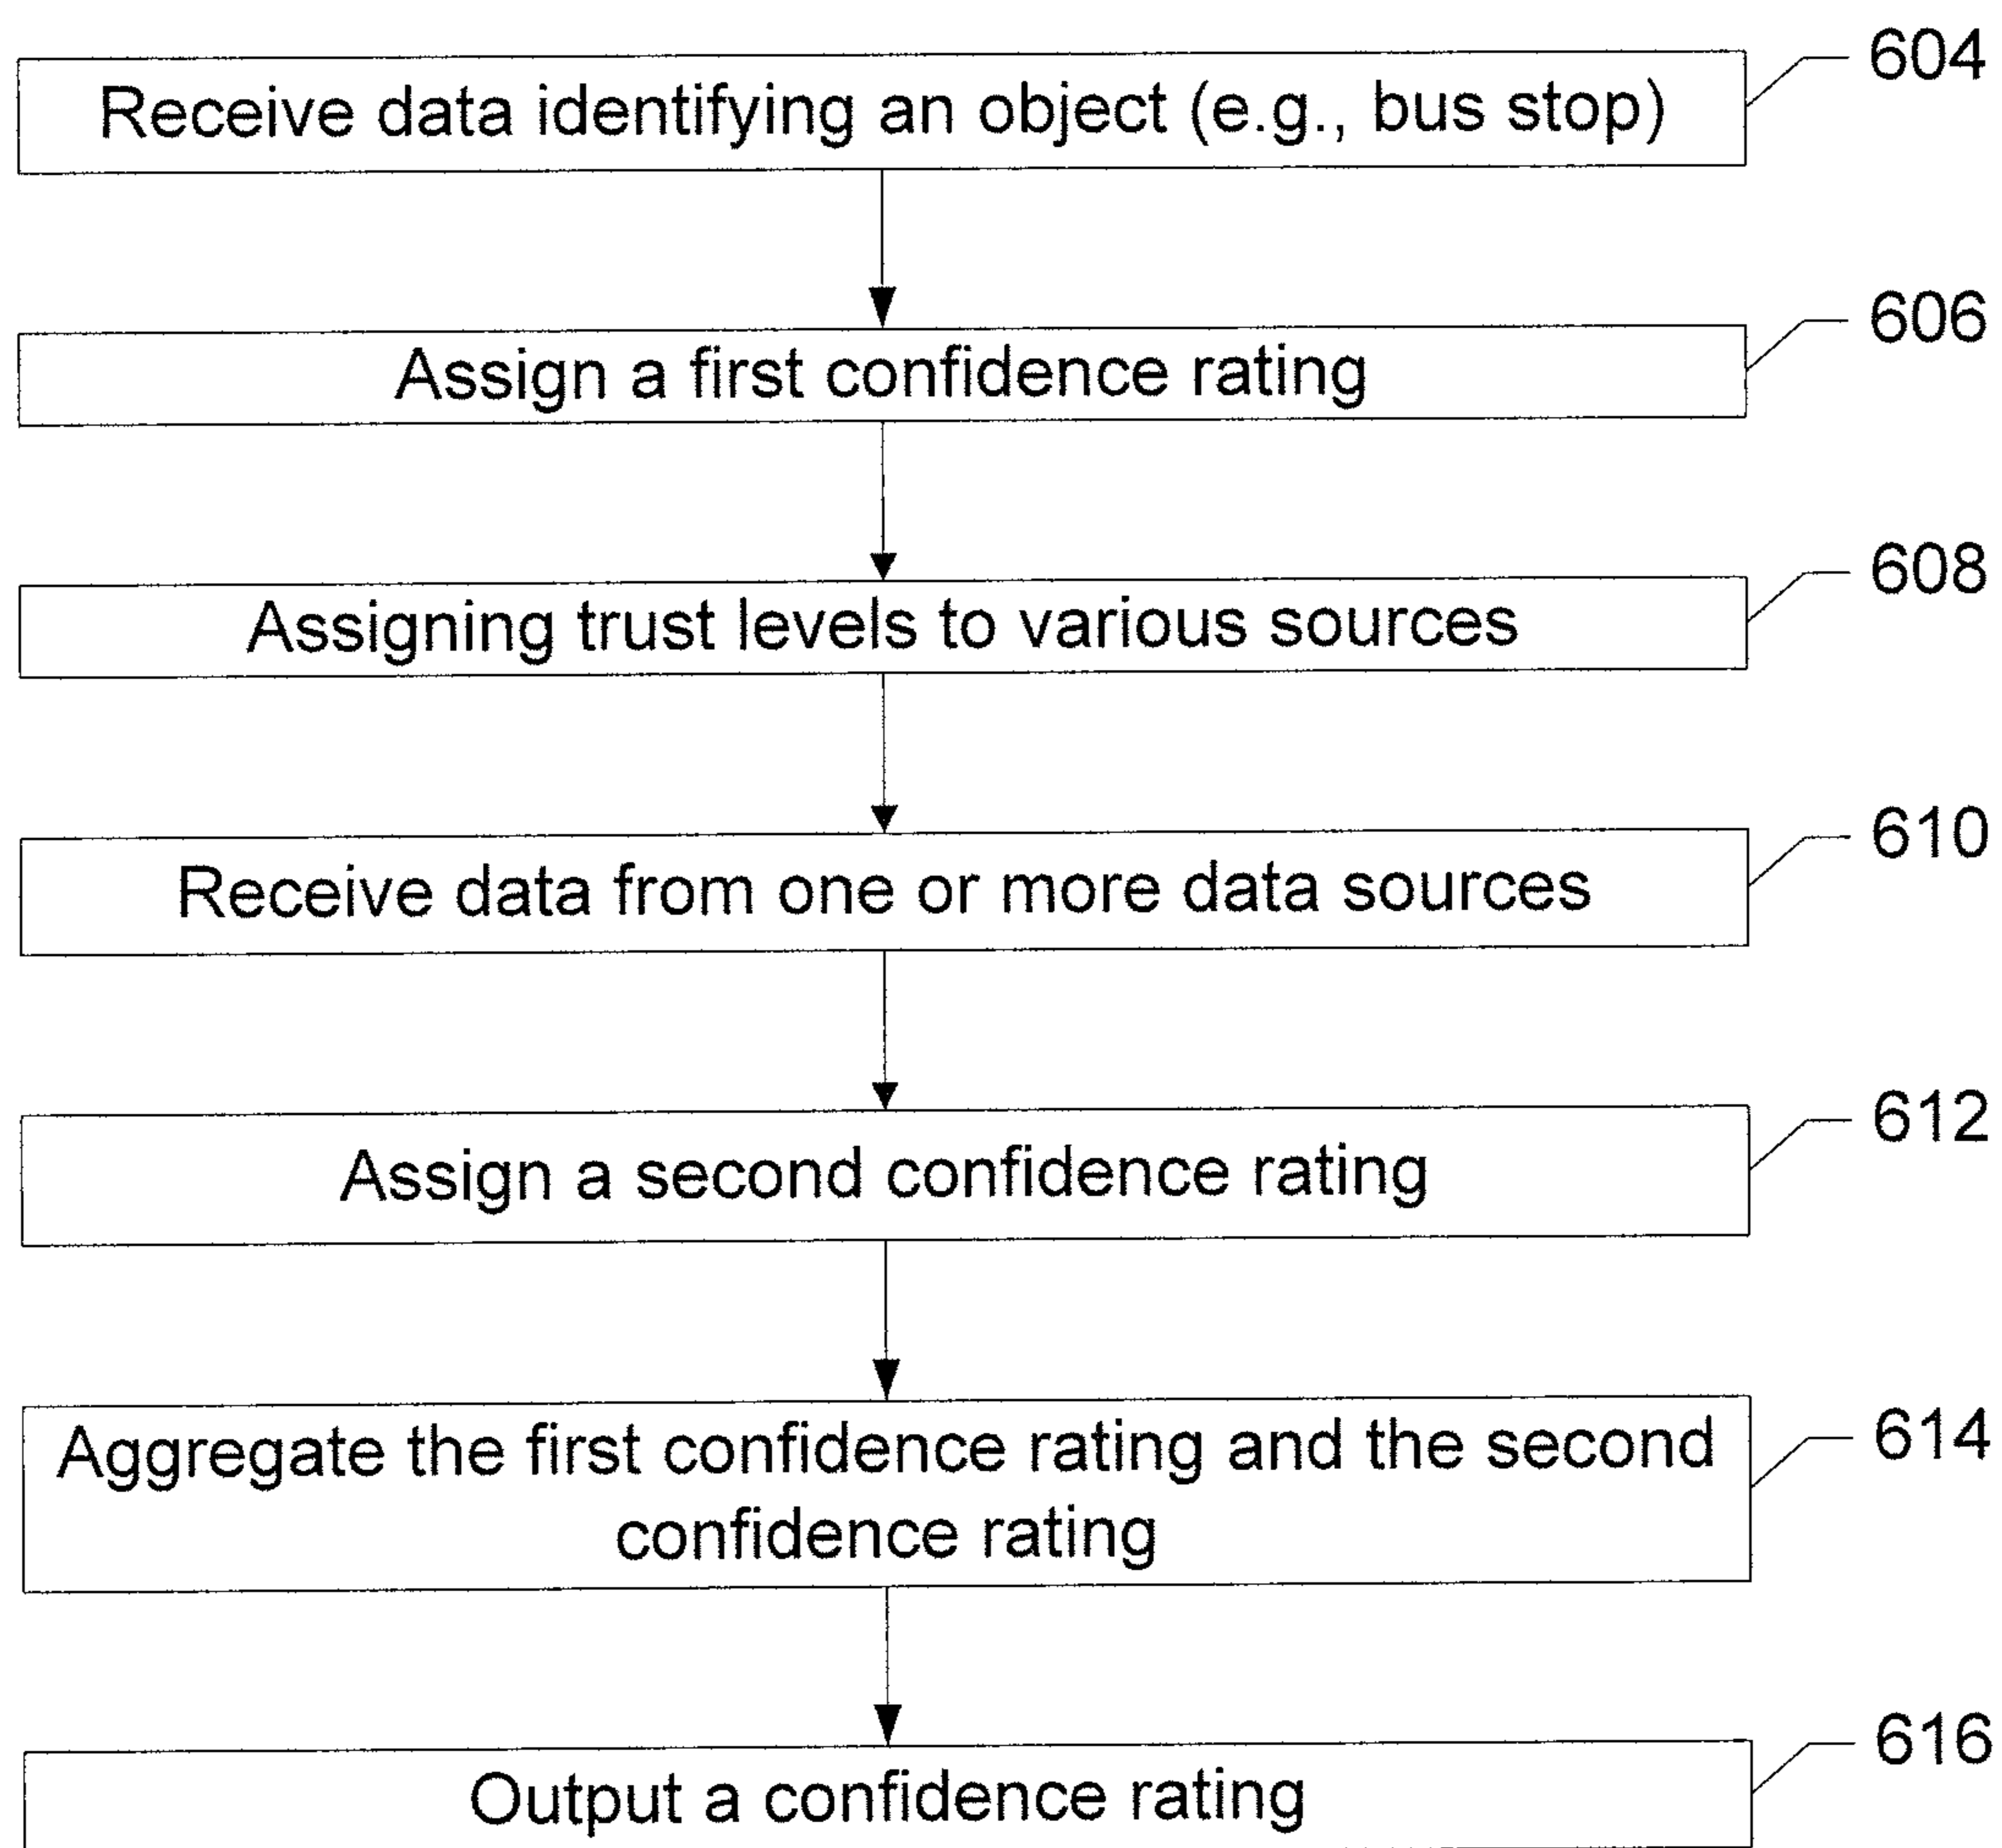 604
Receive data identifying an object (e.g., bus stop)
606
Assign a first confidence rating
608
Assigning trust levels to various sources
610
Receive data from one or more data sources
612
Assign a second confidence rating
614
Aggregate the first confidence rating and the second
confidence rating
616
Output a confidence rating